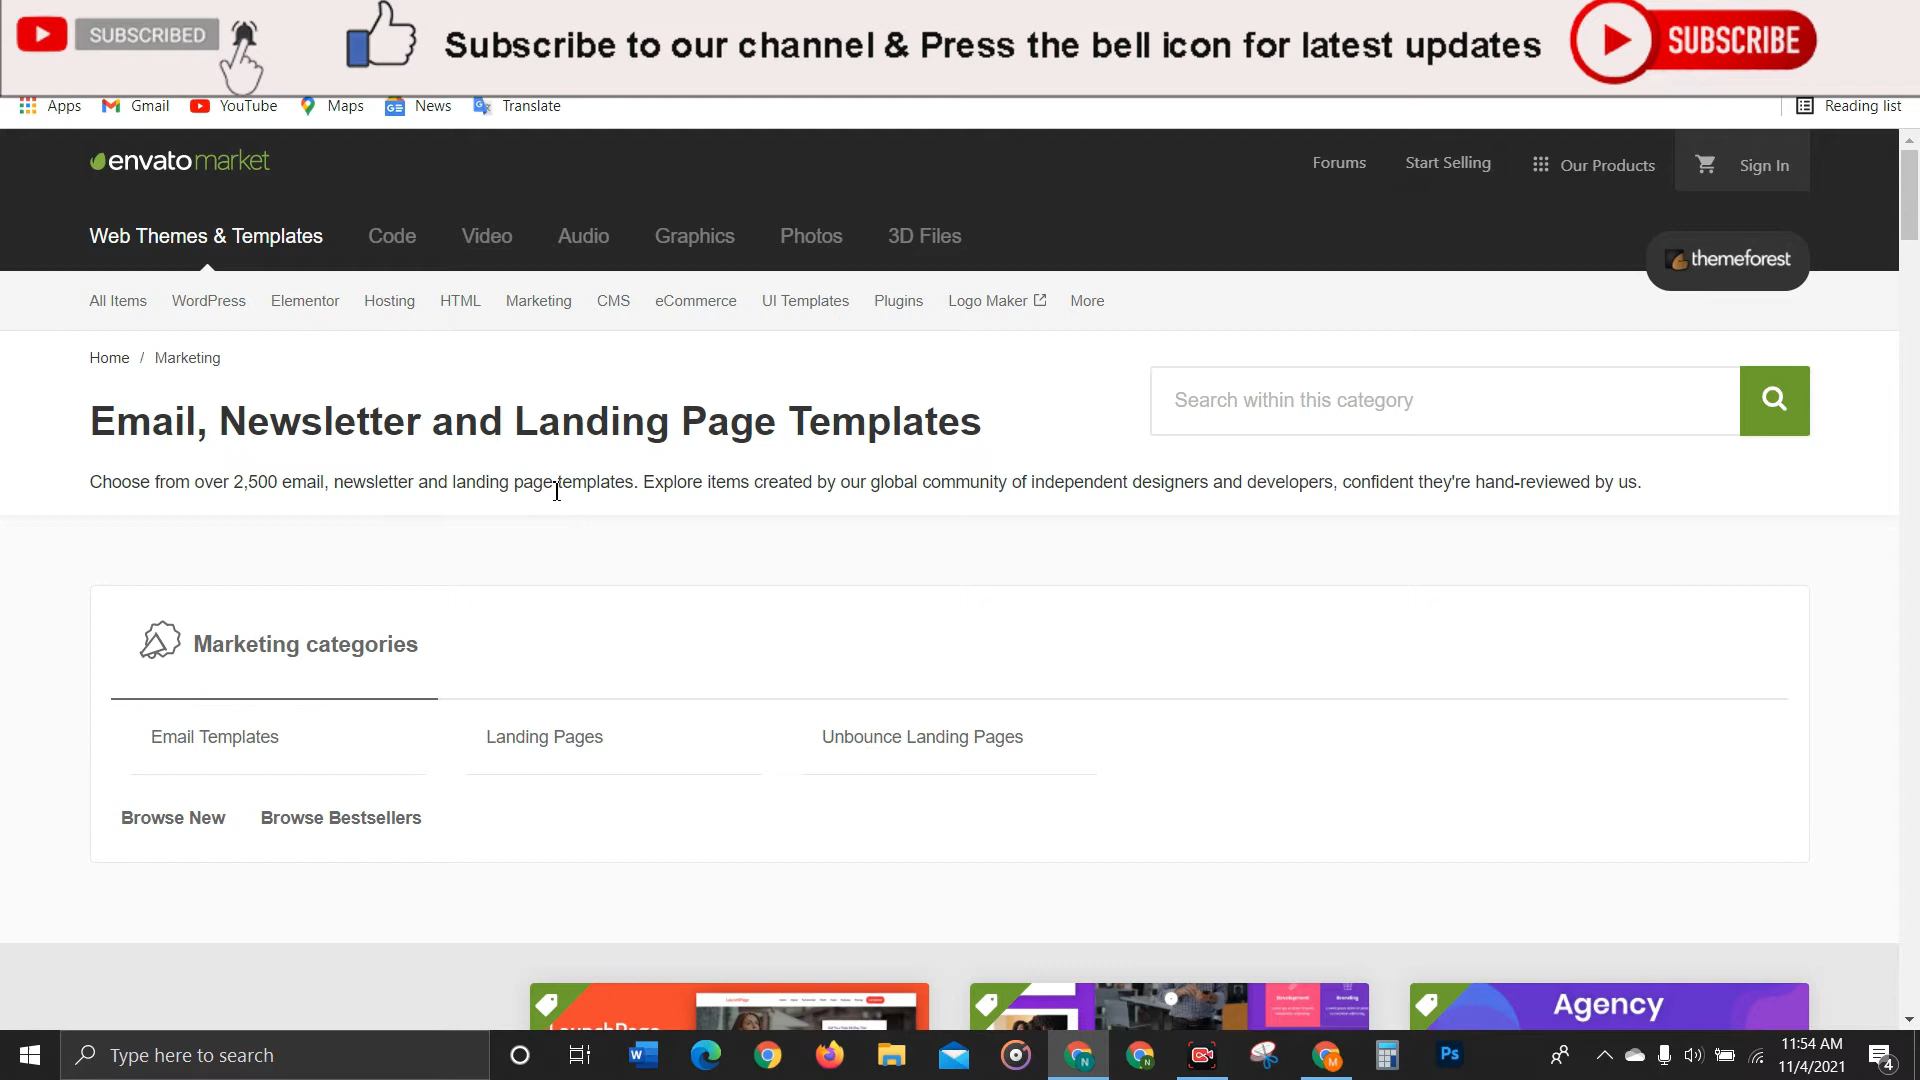 SUBSCRIBED
Subscribe to our channel & Press the bell icon for latest updates
SUBSCRIBE
Apps Gmail YouTube Maps News Translate Reading list
envatomarket
Forums Start Selling Our Products Sign In
Web Themes & Templates Code Video Audio Graphics Photos 3D Files
themeforest
All Items WordPress Elementor Hosting HTML Marketing CMS eCommerce UI Templates Plugins Logo Maker More
Home / Marketing
Search within this category
Email, Newsletter and Landing Page Templates
Choose from over 2,500 email, newsletter and landing page templates. Explore items created by our global community of independent designers and developers, confident they're hand-reviewed by us.
Marketing categories
Email Templates Landing Pages Unbounce Landing Pages
Browse New Browse Bestsellers
LaunchPage
Development
Branding
Agency
Type here to search
11:54 AM
11/4/2021
4